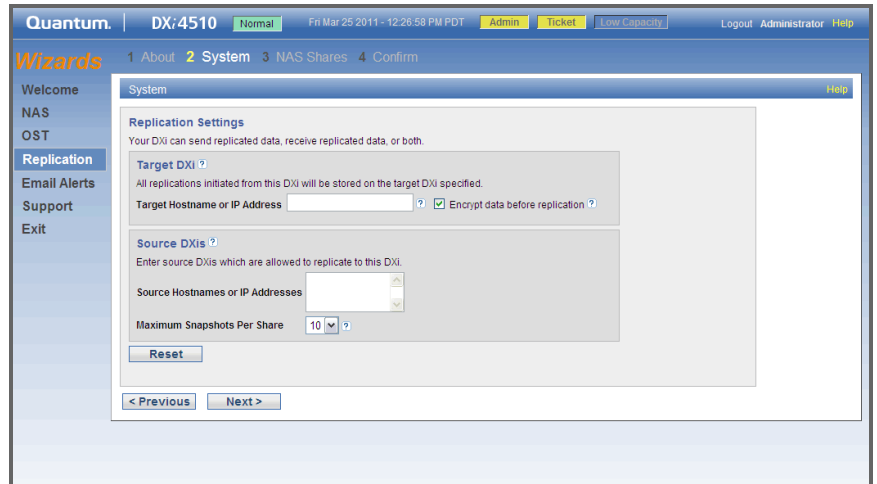 Quantum. DXi4510 Normal Fri Mar 25 2011 - 12:26:58 PM PDT Admin Ticket Low Capacity Logout Administrator Help
Wizards 1 About 2 System 3 NAS Shares 4 Confirm
Welcome
NAS
OST
Replication
Email Alerts
Support
Exit
System Help
Replication Settings
Your DXi can send replicated data, receive replicated data, or both.
Target DXi ?
All replications initiated from this DXi will be stored on the target DXi specified.
Target Hostname or IP Address ? Encrypt data before replication ?
Source DXis ?
Enter source DXis which are allowed to replicate to this DXi.
Source Hostnames or IP Addresses
Maximum Snapshots Per Share 10 ?
Reset
< Previous Next >